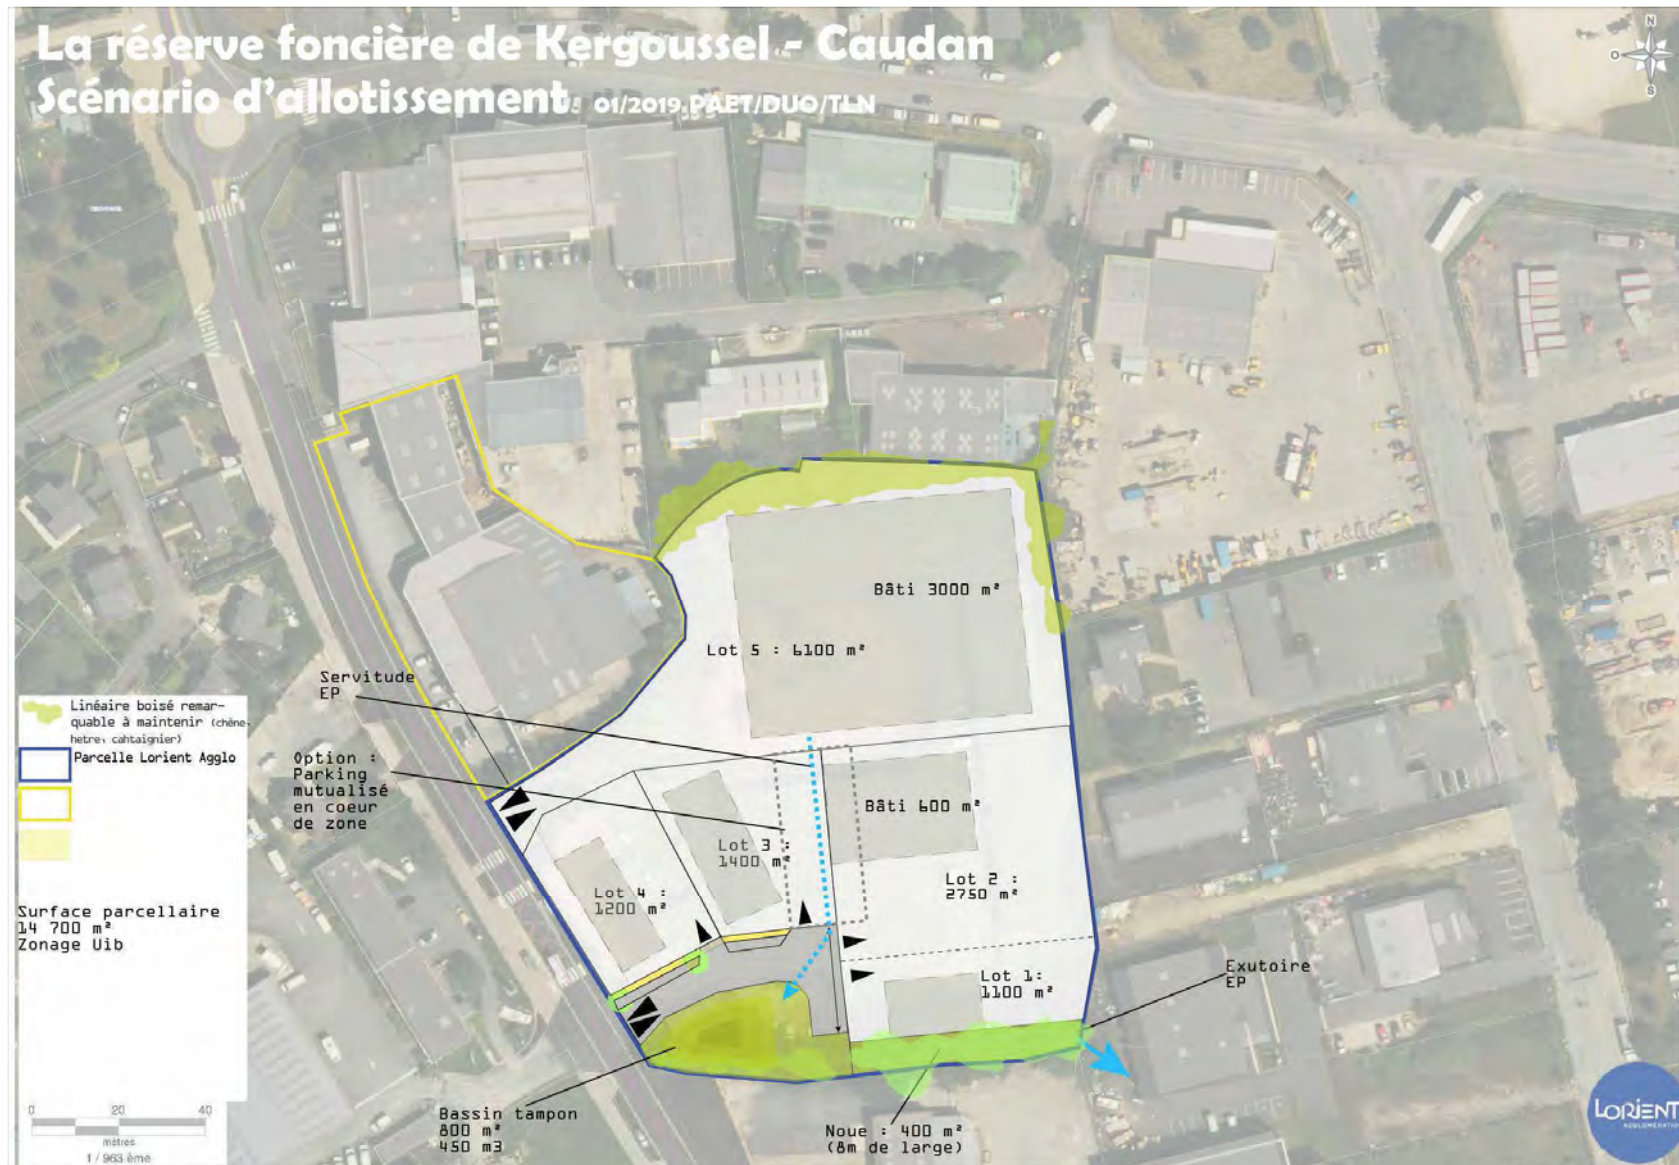 La réserve foncière de Kergoussel - Caudan
Scénario d'allotissement 01/2019 PAET/DUO/TLN
N
O
S
Bâti 3000 m²
Lot 5 : 6100 m²
Servitude
EP
Linéaire boisé remar-
quable à maintenir (chêne,
hetre, cahtaignier)
Parcelle Lorient Agglo
Option :
Parking
mutualisé
en coeur
de zone
Bâti 600 m²
Lot 3 :
1400 m²
Lot 4 :
1200 m²
Lot 2 :
2750 m²
Surface parcellaire
14 700 m²
Zonage Uib
Lot 1:
1100 m²
Exutoire
EP
Bassin tampon
800 m²
450 m3
Noue : 400 m²
(8m de large)
0 20 40
mètres
1 / 963 ème
LORIENT
AGGLOMÉRATION